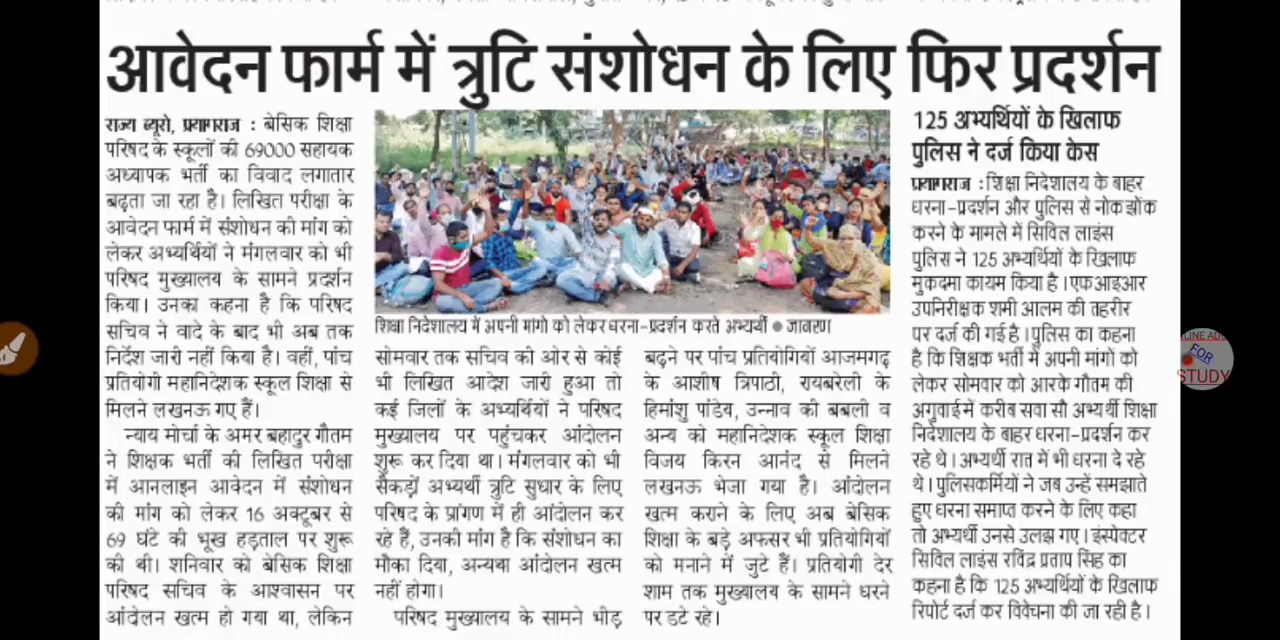 आवेदन फार्म में त्रुटि संशोधन के लिए फिर प्रदर्शन
राज्य ब्यूरो, प्रयागराज : बेसिक शिक्षा
परिषद के स्कूलों की 69000 सहायक
अध्यापक भर्ती का विवाद लगातार
बढ़ता जा रहा है। लिखित परीक्षा के
आवेदन फार्म में संशोधन की मांग को
लेकर अभ्यर्थियों ने मंगलवार को भी
परिषद मुख्यालय के सामने प्रदर्शन
किया। उनका कहना है कि परिषद
सचिव ने वादे के बाद भी अब तक
निर्देश जारी नहीं किया है। वहीं, पांच
प्रतियोगी महानिदेशक स्कूल शिक्षा से
मिलने लखनऊ गए हैं।
न्याय मोर्चा के अमर बहादुर गौतम
ने शिक्षक भर्ती की लिखित परीक्षा
में आनलाइन आवेदन में संशोधन
की मांग को लेकर 16 अक्टूबर से
69 घंटे की भूख हड़ताल पर शुरू
की थी। शनिवार को बेसिक शिक्षा
परिषद सचिव के आश्वासन पर
आंदोलन खत्म हो गया था, लेकिन
शिक्षा निदेशालय में अपनी मांगो को लेकर धरना-प्रदर्शन करते अभ्यर्थी ● जागरण
सोमवार तक सचिव की ओर से कोई
भी लिखित आदेश जारी हुआ तो
कई जिलों के अभ्यर्थियों ने परिषद
मुख्यालय पर पहुंचकर आंदोलन
शुरू कर दिया था। मंगलवार को भी
सैकड़ों अभ्यर्थी त्रुटि सुधार के लिए
परिषद के प्रांगण में ही आंदोलन कर
रहे हैं, उनकी मांग है कि संशोधन का
मौका दिया, अन्यथा आंदोलन खत्म
नहीं होगा।
परिषद मुख्यालय के सामने भीड़
बढ़ने पर पांच प्रतियोगियों आजमगढ़
के आशीष त्रिपाठी, रायबरेली के
हिमांशु पांडेय, उन्नाव की बबली व
अन्य को महानिदेशक स्कूल शिक्षा
विजय किरन आनंद से मिलने
लखनऊ भेजा गया है। आंदोलन
खत्म कराने के लिए अब बेसिक
शिक्षा के बड़े अफसर भी प्रतियोगियों
को मनाने में जुटे हैं। प्रतियोगी देर
शाम तक मुख्यालय के सामने धरने
पर डटे रहे।
125 अभ्यर्थियों के खिलाफ
पुलिस ने दर्ज किया केस
प्रयागराज : शिक्षा निदेशालय के बाहर
धरना-प्रदर्शन और पुलिस से नोकझोंक
करने के मामले में सिविल लाइंस
पुलिस ने 125 अभ्यर्थियों के खिलाफ
मुकदमा कायम किया है। एफआइआर
उपनिरीक्षक शमी आलम की तहरीर
पर दर्ज की गई है। पुलिस का कहना
है कि शिक्षक भर्ती में अपनी मांगों को
लेकर सोमवार को आरके गौतम की
अगुवाई में करीब सवा सौ अभ्यर्थी शिक्षा
निदेशालय के बाहर धरना-प्रदर्शन कर
रहे थे। अभ्यर्थी रात में भी धरना दे रहे
थे। पुलिसकर्मियों ने जब उन्हें समझाते
हुए धरना समाप्त करने के लिए कहा
तो अभ्यर्थी उनसे उलझ गए। इंस्पेक्टर
सिविल लाइंस रविंद्र प्रताप सिंह का
कहना है कि 125 अभ्यर्थियों के खिलाफ
रिपोर्ट दर्ज कर विवेचना की जा रही है।
FOR
STUDY